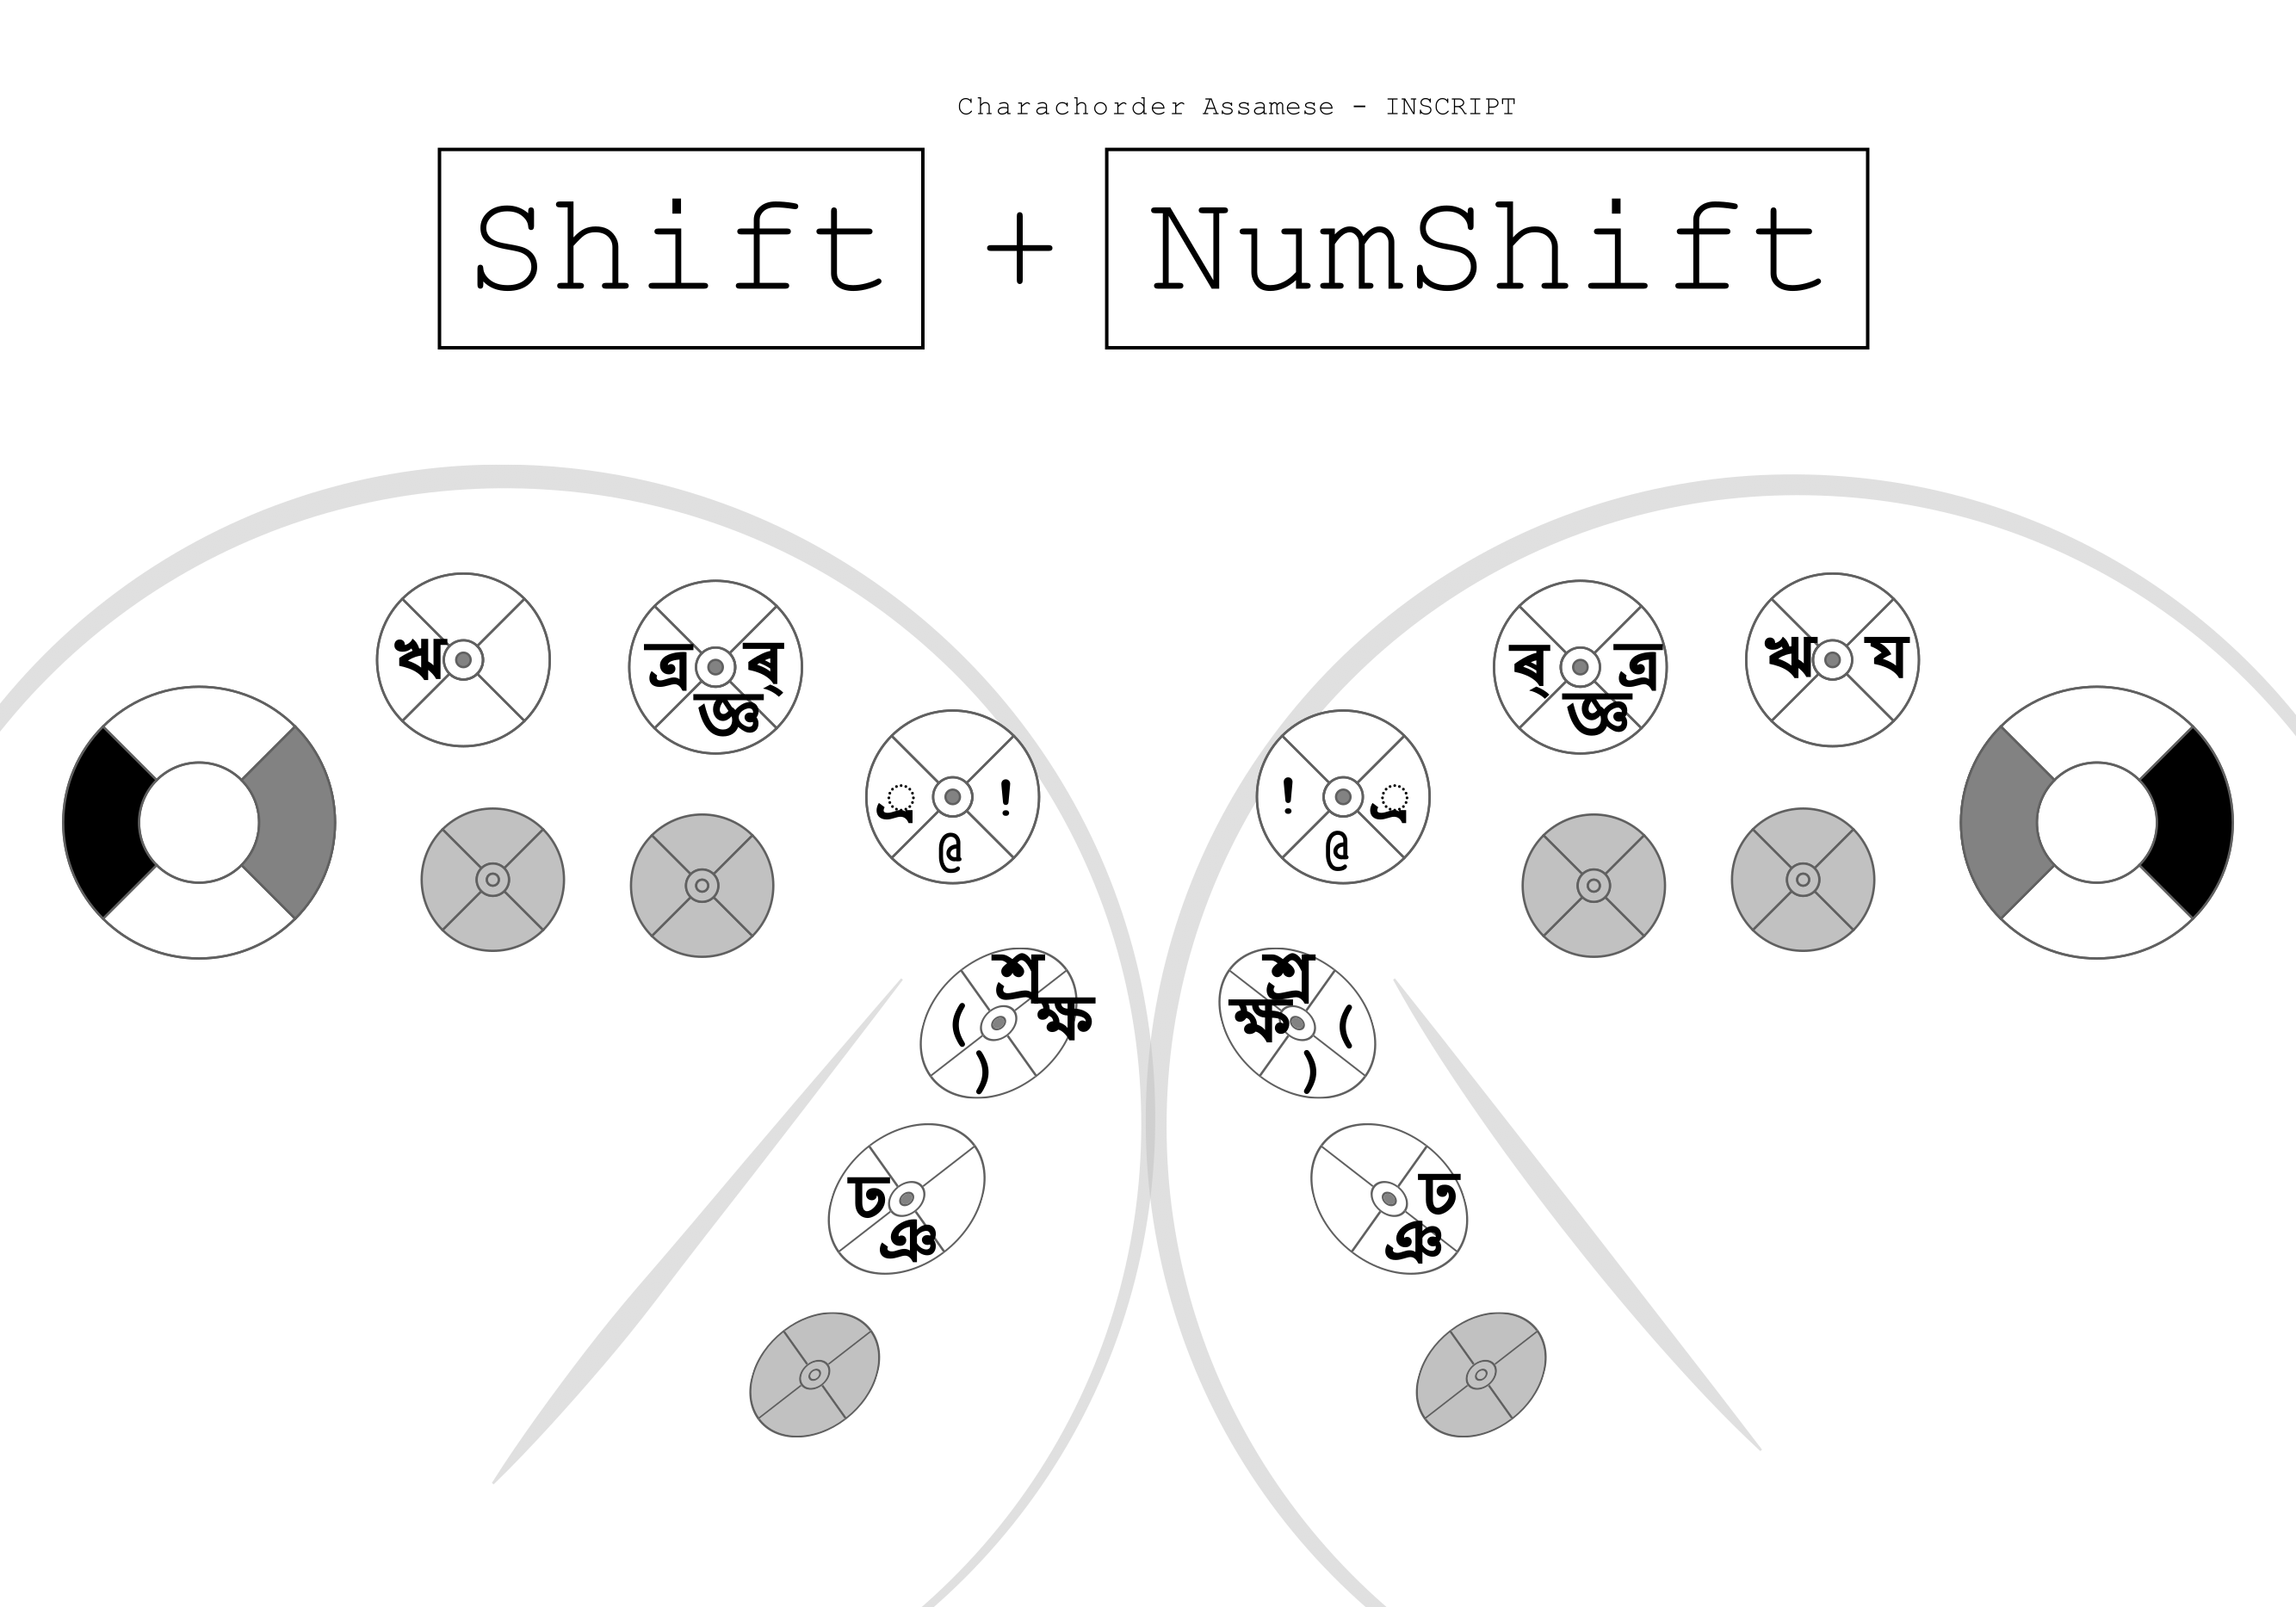 Charachorder Assamese - INSCRIPT
Shift + NumShift
ঋ
ত্ৰ ৰ্
জ্ঞ
্ৰ !
@
শ্ৰ
( ক্ষ
)
ঢ
ঞ
ৰ্ ত্ৰ
জ্ঞ
ঋ য
! ্ৰ
@
শ্ৰ
ক্ষ (
)
ঢ
ঞ